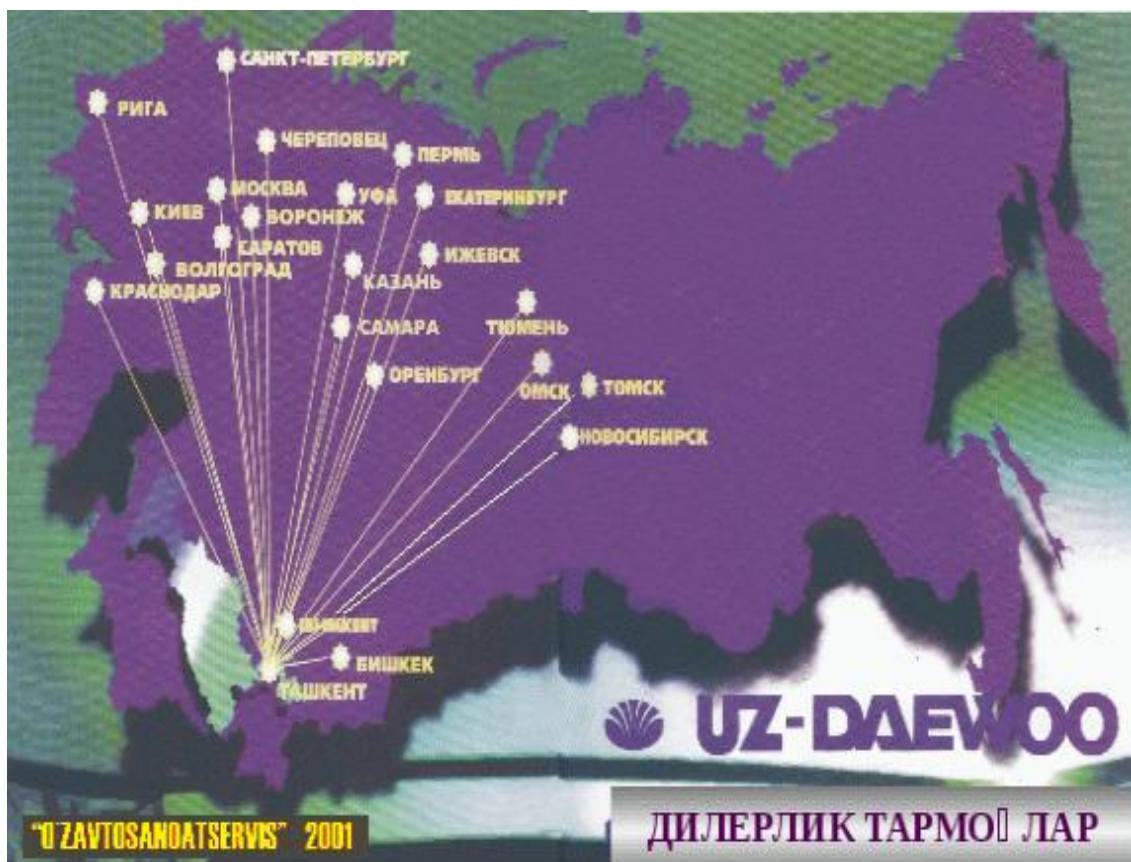 САНКТ-ПЕТЕРБУРГ
РИГА
ЧЕРЕПОВЕЦ
ПЕРМЬ
МОСКВА
УФА
ЕКАТЕРИНБУРГ
КИЕВ
ВОРОНЕЖ
САРАТОВ
ИЖЕВСК
ВОЛГОГРАД
КАЗАНЬ
КРАСНОДАР
САМАРА
ТЮМЕНЬ
ОРЕНБУРГ
ОМСК
ТОМСК
НОВОСИБИРСК
БИШКЕК
ТАШКЕНТ
UZ-DAEWOO
"O'ZAVTOSANOATSERVIS" 2001
ДИЛЕРЛИК ЛАР